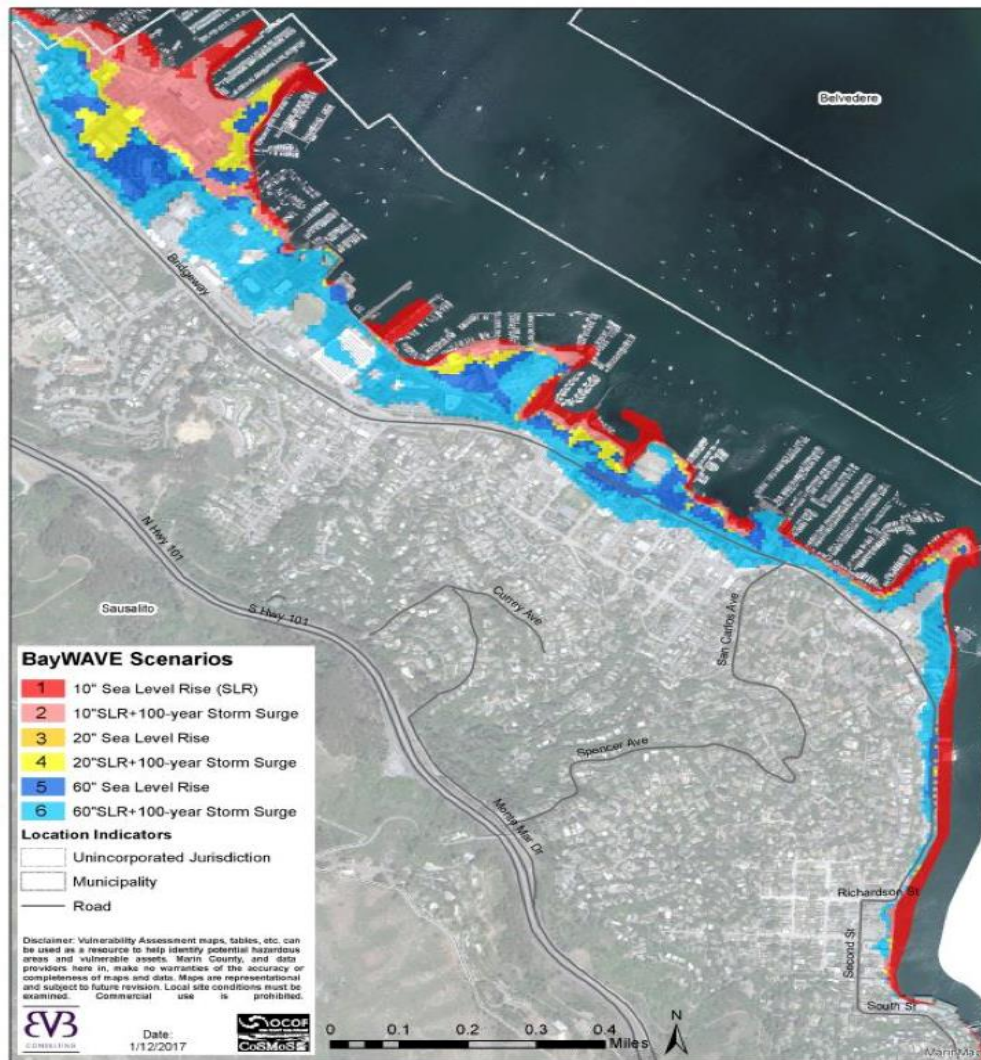 Belvedere
Bridgeway
N Hwy 101
Sausalito
S Hwy 101
Currey Ave
San Carlos Ave
Spencer Ave
Monte Mar Dr
Richardson St
Second St
South St
BayWAVE Scenarios
1 10" Sea Level Rise (SLR)
2 10"SLR+100-year Storm Surge
3 20" Sea Level Rise
4 20"SLR+100-year Storm Surge
5 60" Sea Level Rise
6 60"SLR+100-year Storm Surge
Location Indicators
Unincorporated Jurisdiction
Municipality
Road
Disclaimer: Vulnerability Assessment maps, tables, etc. can
be used as a resource to help identify potential hazardous
areas and vulnerable assets. Marin County, and data
providers here in, make no warranties of the accuracy or
completeness of maps and data. Maps are representational
and subject to future revision. Local site conditions must be
examined. Commercial use is prohibited.
CONSULTING
Date:
1/12/2017
OCOF
CoSMoS
0 0.1 0.2 0.3 0.4
Miles
N
MarinMap